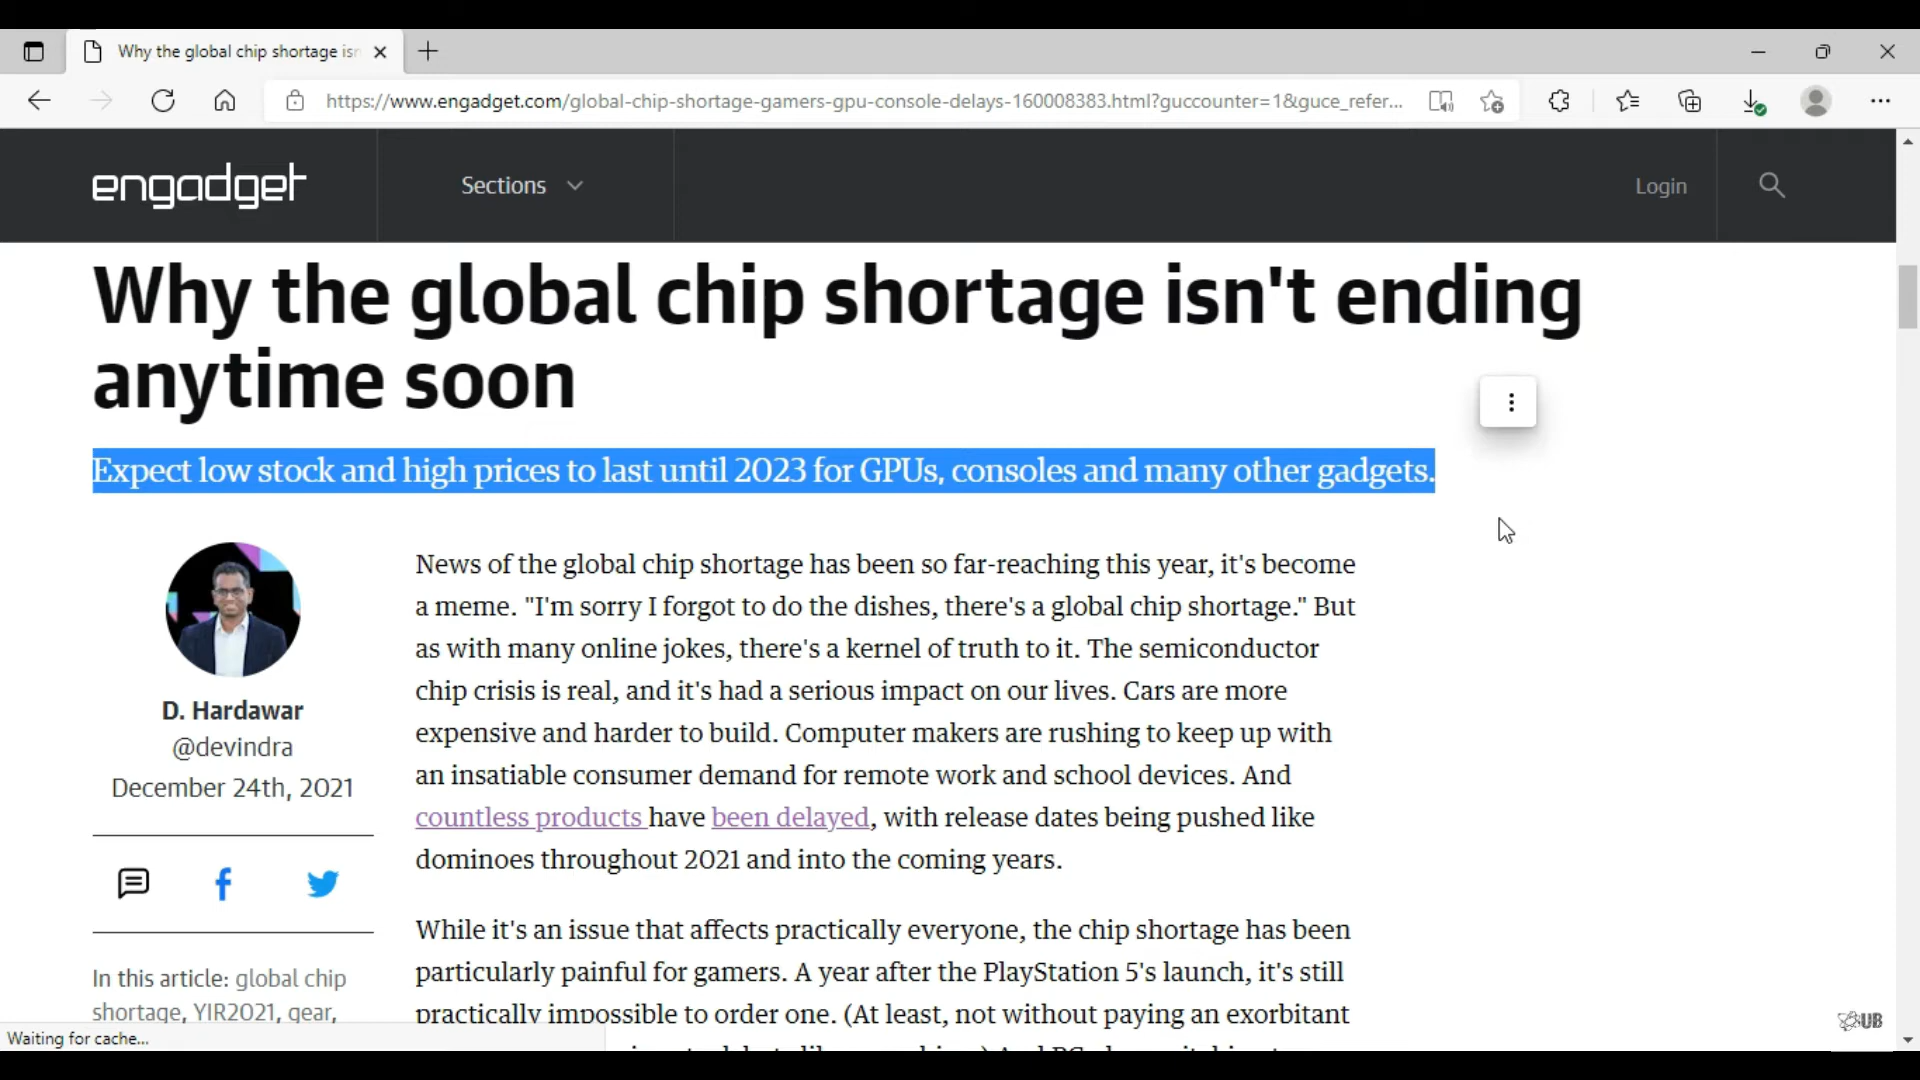 Why the global chip shortage isn
https://www.engadget.com/global-chip-shortage-gamers-gpu-console-delays-160008383.html?guccounter=1&guce_refer...
engadget
Sections
Login
Why the global chip shortage isn't ending
anytime soon
Expect low stock and high prices to last until 2023 for GPUs, consoles and many other gadgets.
D. Hardawar
@devindra
December 24th, 2021
In this article: global chip
shortage, YIR2021, gear,
News of the global chip shortage has been so far-reaching this year, it's become
a meme. "I'm sorry I forgot to do the dishes, there's a global chip shortage." But
as with many online jokes, there's a kernel of truth to it. The semiconductor
chip crisis is real, and it's had a serious impact on our lives. Cars are more
expensive and harder to build. Computer makers are rushing to keep up with
an insatiable consumer demand for remote work and school devices. And
countless products have been delayed, with release dates being pushed like
dominoes throughout 2021 and into the coming years.
While it's an issue that affects practically everyone, the chip shortage has been
particularly painful for gamers. A year after the PlayStation 5's launch, it's still
practically impossible to order one. (At least, not without paying an exorbitant
Waiting for cache...
UB